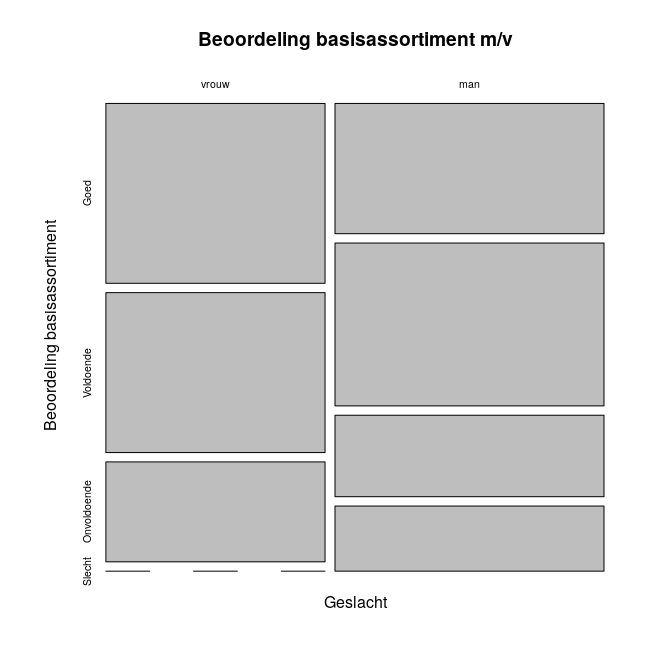 Beoordeling basisassortiment m/v
vrouw
man
Goed
Voldoende
Onvoldoende
Slecht
Beoordeling basisassortiment
Geslacht